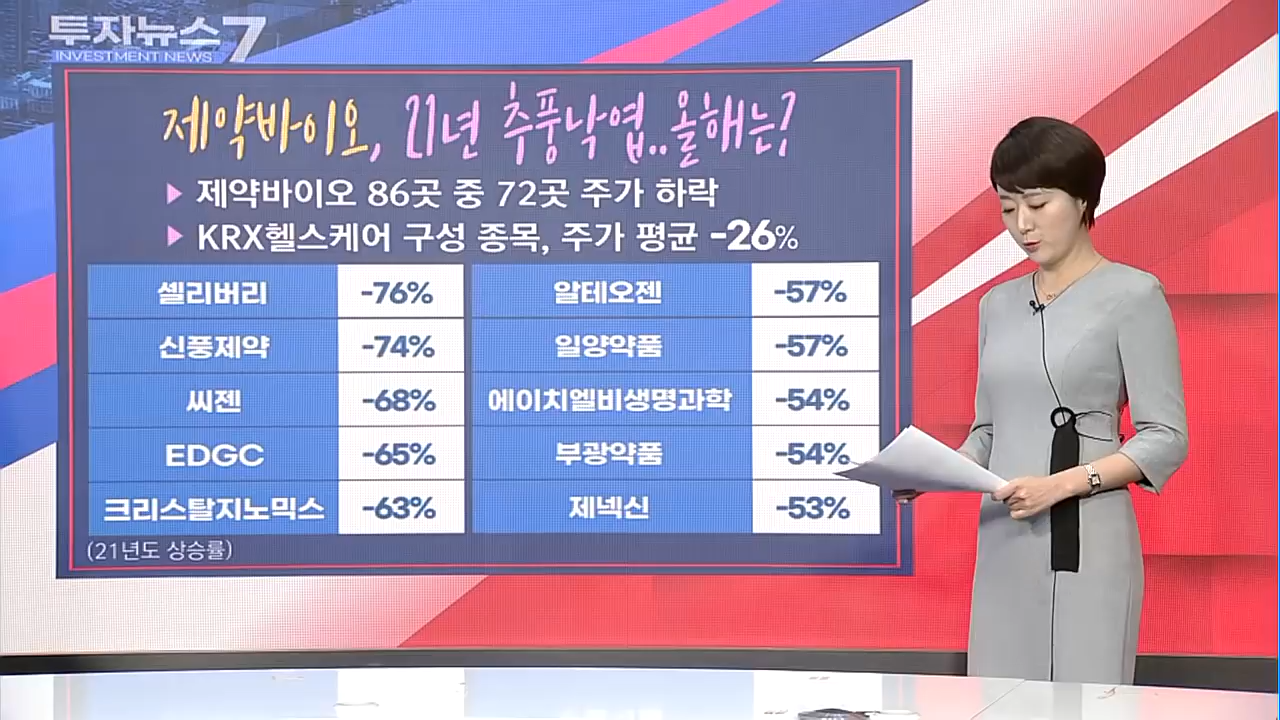 투자뉴스 7
INVESTMENT NEWS
제약바이오, 21년 추풍낙엽..올해는?
▶ 제약바이오 86곳 중 72곳 주가 하락
▶ KRX헬스케어 구성 종목, 주가 평균 -26%
셀리버리 -76% 알테오젠 -57%
신풍제약 -74% 일양약품 -57%
씨젠 -68% 에이치엘비생명과학 -54%
EDGC -65% 부광약품 -54%
크리스탈지노믹스 -63% 제넥신 -53%
(21년도 상승률)